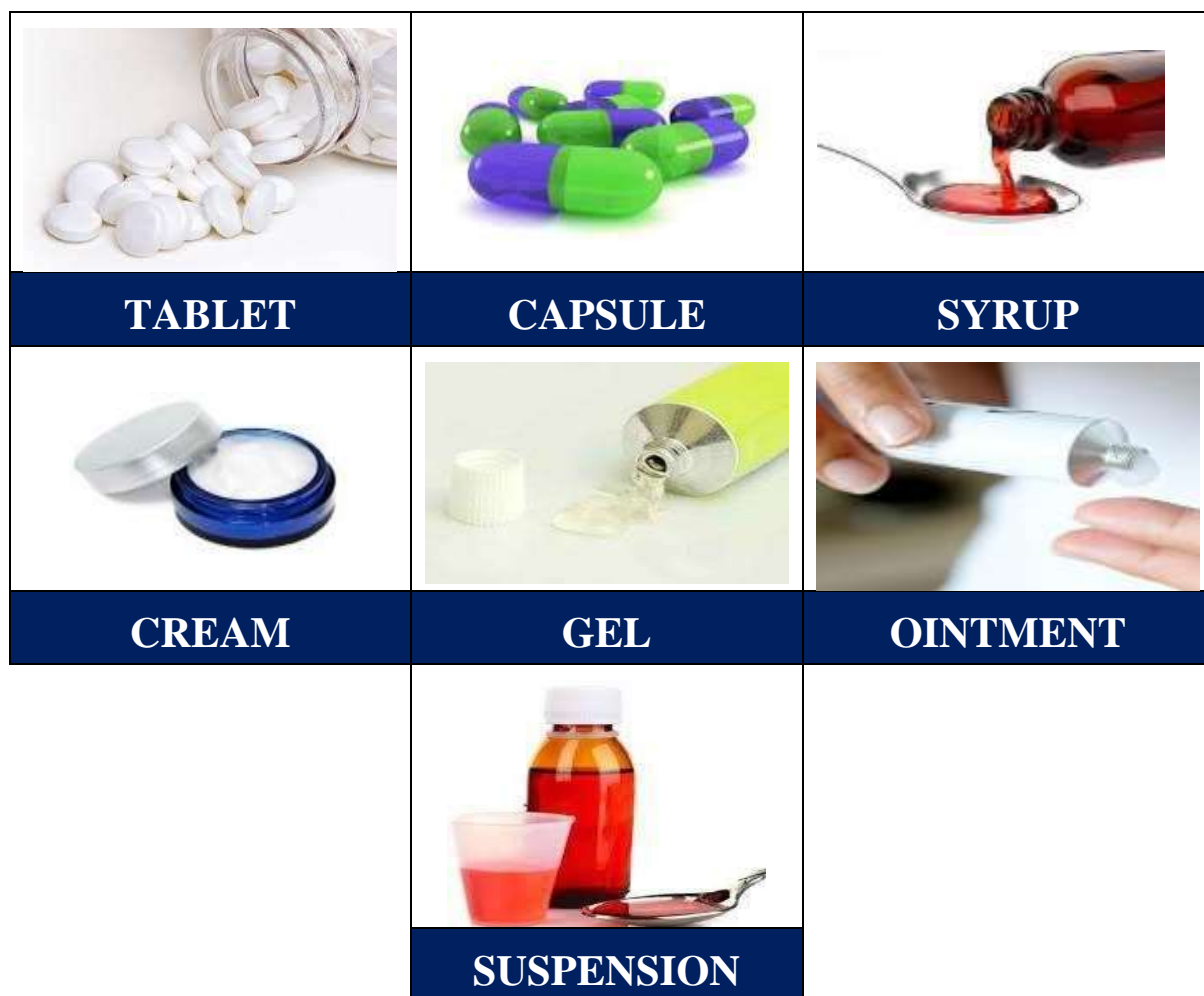 TABLET
CAPSULE
SYRUP
CREAM
GEL
OINTMENT
SUSPENSION